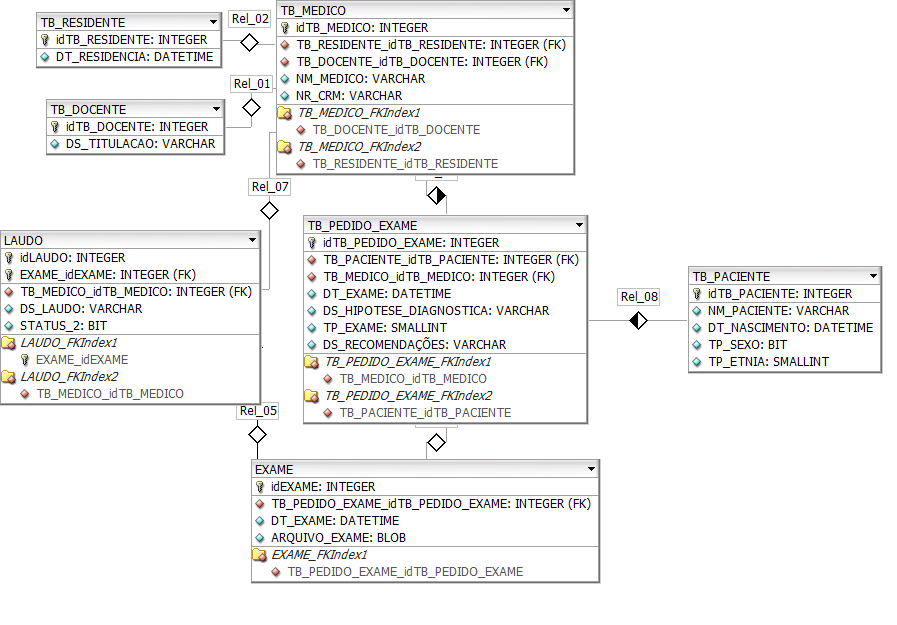 TB_RESIDENTE
idTB_RESIDENTE: INTEGER
DT_RESIDENCIA: DATETIME
Rel_02
TB_MEDICO
idTB_MEDICO: INTEGER
TB_RESIDENTE_idTB_RESIDENTE: INTEGER (FK)
TB_DOCENTE_idTB_DOCENTE: INTEGER (FK)
NM_MEDICO: VARCHAR
NR_CRM: VARCHAR
TB_MEDICO_FKIndex1
TB_DOCENTE_idTB_DOCENTE
TB_MEDICO_FKIndex2
TB_RESIDENTE_idTB_RESIDENTE
Rel_01
TB_DOCENTE
idTB_DOCENTE: INTEGER
DS_TITULACAO: VARCHAR
Rel_07
LAUDO
idLAUDO: INTEGER
EXAME_idEXAME: INTEGER (FK)
TB_MEDICO_idTB_MEDICO: INTEGER (FK)
DS_LAUDO: VARCHAR
STATUS_2: BIT
LAUDO_FKIndex1
EXAME_idEXAME
LAUDO_FKIndex2
TB_MEDICO_idTB_MEDICO
TB_PEDIDO_EXAME
idTB_PEDIDO_EXAME: INTEGER
TB_PACIENTE_idTB_PACIENTE: INTEGER (FK)
TB_MEDICO_idTB_MEDICO: INTEGER (FK)
DT_EXAME: DATETIME
DS_HIPOTESE_DIAGNOSTICA: VARCHAR
TP_EXAME: SMALLINT
DS_RECOMENDAÇÕES: VARCHAR
TB_PEDIDO_EXAME_FKIndex1
TB_MEDICO_idTB_MEDICO
TB_PEDIDO_EXAME_FKIndex2
TB_PACIENTE_idTB_PACIENTE
Rel_08
TB_PACIENTE
idTB_PACIENTE: INTEGER
NM_PACIENTE: VARCHAR
DT_NASCIMENTO: DATETIME
TP_SEXO: BIT
TP_ETNIA: SMALLINT
Rel_05
EXAME
idEXAME: INTEGER
TB_PEDIDO_EXAME_idTB_PEDIDO_EXAME: INTEGER (FK)
DT_EXAME: DATETIME
ARQUIVO_EXAME: BLOB
EXAME_FKIndex1
TB_PEDIDO_EXAME_idTB_PEDIDO_EXAME